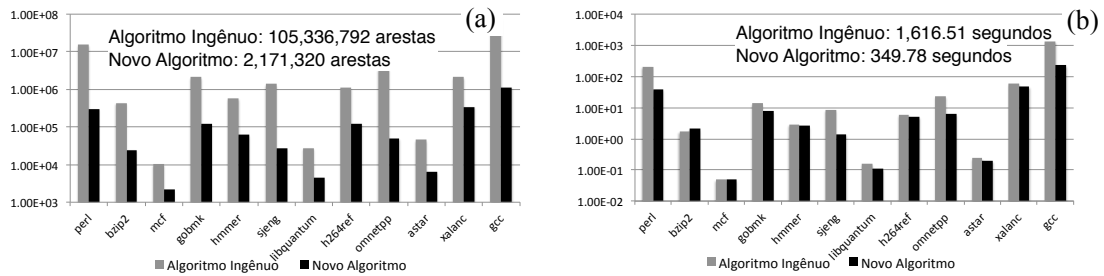 (a)
Algoritmo Ingênuo: 105,336,792 arestas
Novo Algoritmo: 2,171,320 arestas
1.00E+08
1.00E+07
1.00E+06
1.00E+05
1.00E+04
1.00E+03
perl
bzip2
mcf
gobmk
hmmer
sjeng
libquantum
h264ref
omnetpp
astar
xalanc
gcc
Algoritmo Ingênuo
Novo Algoritmo
(b)
Algoritmo Ingênuo: 1,616.51 segundos
Novo Algoritmo: 349.78 segundos
1.00E+04
1.00E+03
1.00E+02
1.00E+01
1.00E+00
1.00E-01
1.00E-02
perl
bzip2
mcf
gobmk
hmmer
sjeng
libquantum
h264ref
omnetpp
astar
xalanc
gcc
Algoritmo Ingênuo
Novo Algoritmo